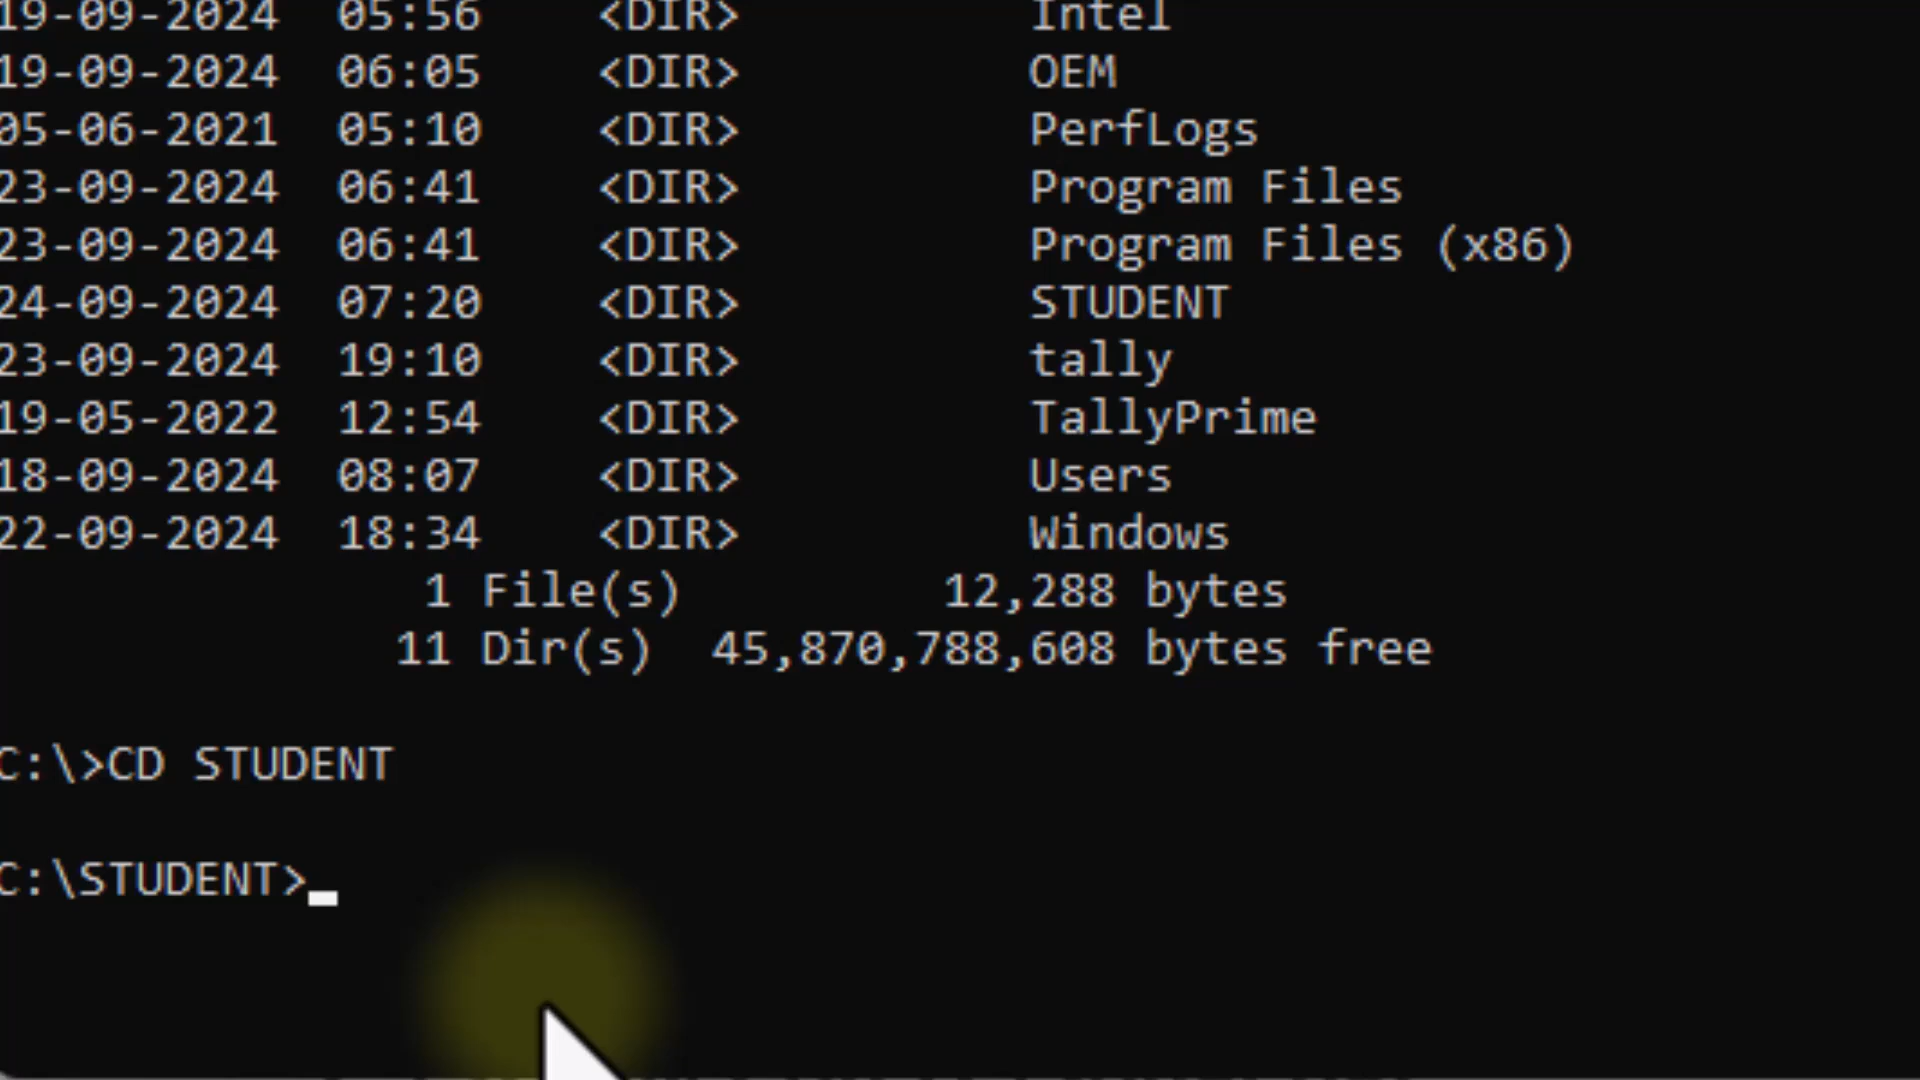 19-09-2024 05:56 <DIR> Intel
19-09-2024 06:05 <DIR> OEM
05-06-2021 05:10 <DIR> PerfLogs
23-09-2024 06:41 <DIR> Program Files
23-09-2024 06:41 <DIR> Program Files (x86)
24-09-2024 07:20 <DIR> STUDENT
23-09-2024 19:10 <DIR> tally
19-05-2022 12:54 <DIR> TallyPrime
18-09-2024 08:07 <DIR> Users
22-09-2024 18:34 <DIR> Windows
1 File(s) 12,288 bytes
11 Dir(s) 45,870,788,608 bytes free
C:\>CD STUDENT
C:\STUDENT>